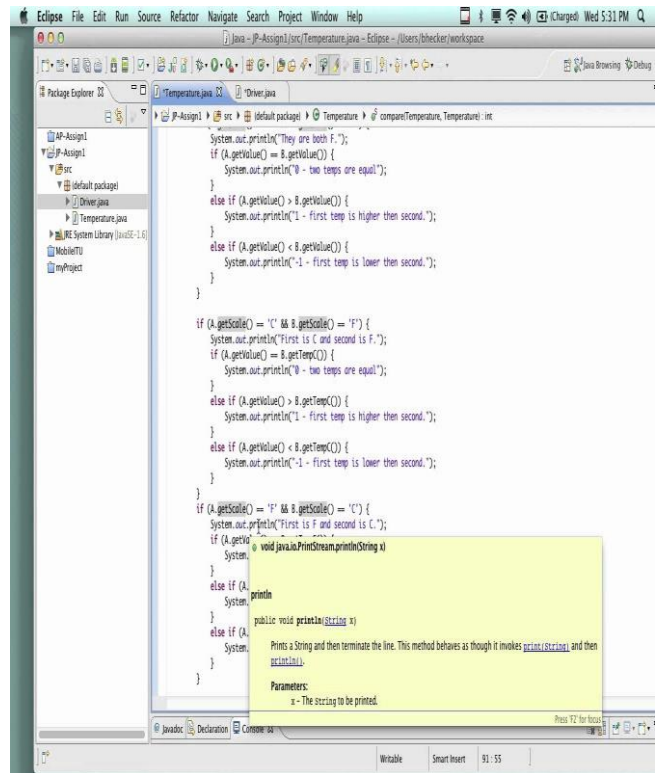 Eclipse File Edit Run Source Refactor Navigate Search Project Window Help (Charged) Wed 5:31 PM
Java - JP-Assign1/src/Temperature.java - Eclipse - /Users/bhecker/workspace
Java Browsing Debug
Package Explorer
*Temperature.java *Driver.java
JP-Assign1 src (default package) Temperature compare(Temperature, Temperature) : int
AP-Assign1
JP-Assign1
src
(default package)
Driver.java
Temperature.java
JRE System Library [JavaSE-1.6]
MobileITU
myProject
System.out.println("They are both F.");
if (A.getValue() == B.getValue()) {
System.out.println("0 - two temps are equal");
}
else if (A.getValue() > B.getValue()) {
System.out.println("1 - first temp is higher then second.");
}
else if (A.getValue() < B.getValue()) {
System.out.println("-1 - first temp is lower then second.");
}
}
if (A.getScale() == 'C' && B.getScale() == 'F') {
System.out.println("First is C and second is F.");
if (A.getValue() == B.getTempC()) {
System.out.println("0 - two temps are equal");
}
else if (A.getValue() > B.getTempC()) {
System.out.println("1 - first temp is higher then second.");
}
else if (A.getValue() < B.getTempC()) {
System.out.println("-1 - first temp is lower then second.");
}
}
if (A.getScale() == 'F' && B.getScale() == 'C') {
System.out.println("First is F and second is C.");
if (A.getVa
System.
}
else if (A.
System.
}
else if (A.
System.
}
}
void java.io.PrintStream.println(String x)
println
public void println(String x)
Prints a String and then terminate the line. This method behaves as though it invokes print(String) and then
println().
Parameters:
x - The String to be printed.
Press 'F2' for focus
Javadoc Declaration Console
Writable Smart Insert 91 : 55